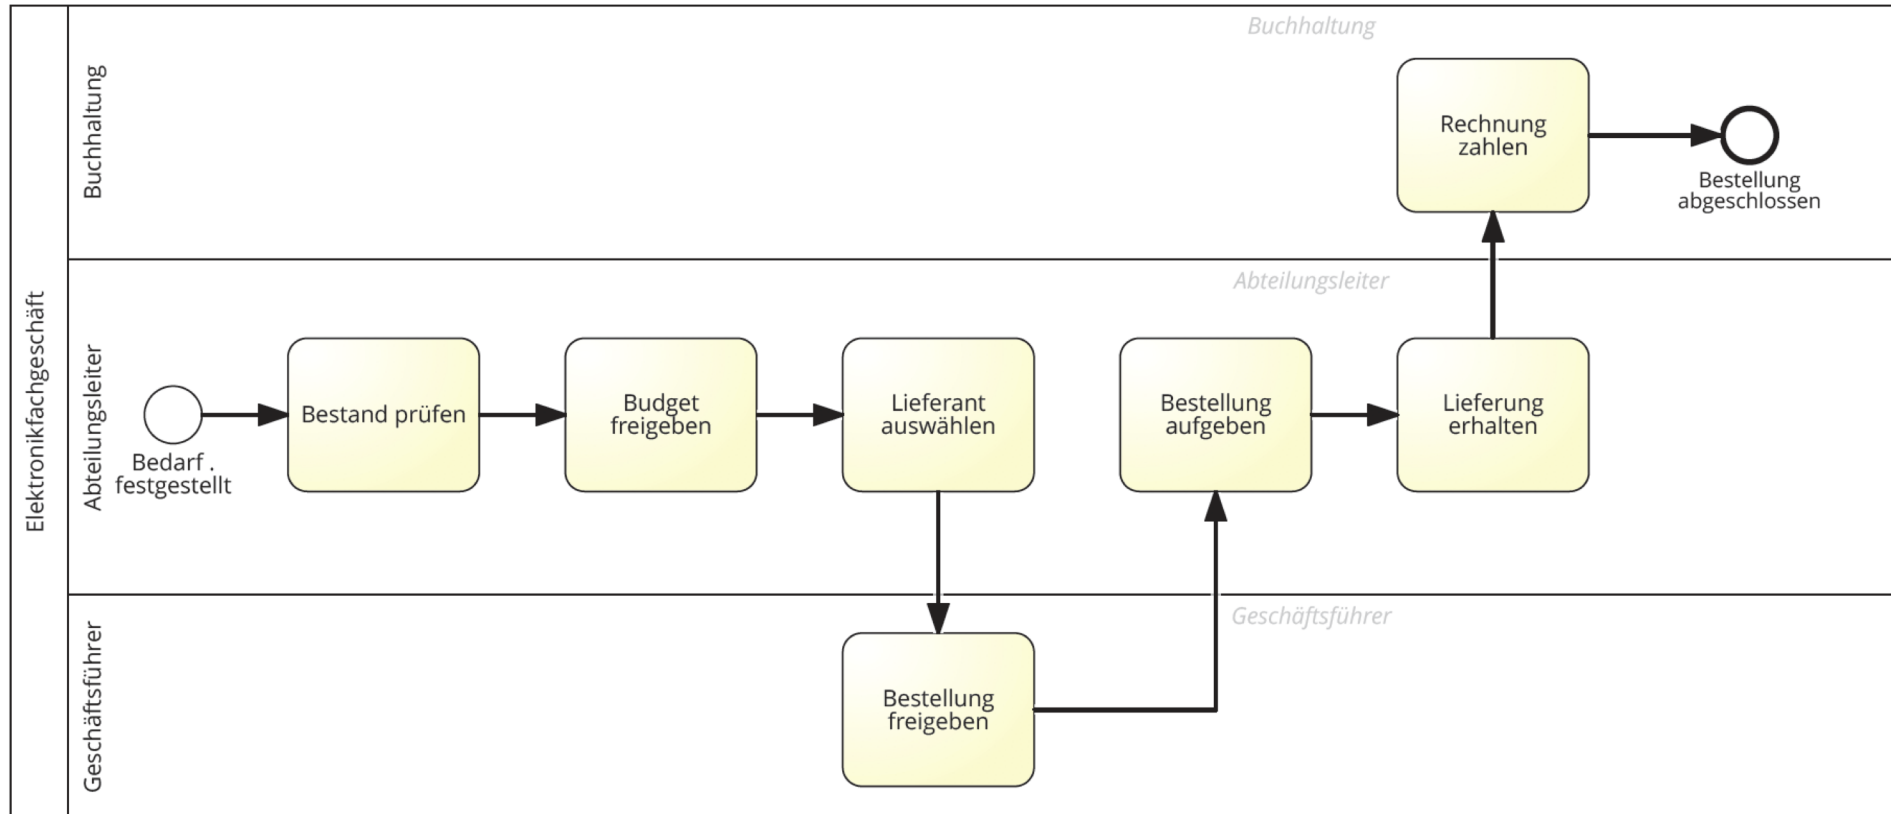 Elektronikfachgeschäft
Buchhaltung
Buchhaltung
Rechnung
zahlen
Bestellung
abgeschlossen
Abteilungsleiter
Abteilungsleiter
Bedarf .
festgestellt
Bestand prüfen
Budget
freigeben
Lieferant
auswählen
Bestellung
aufgeben
Lieferung
erhalten
Geschäftsführer
Geschäftsführer
Bestellung
freigeben